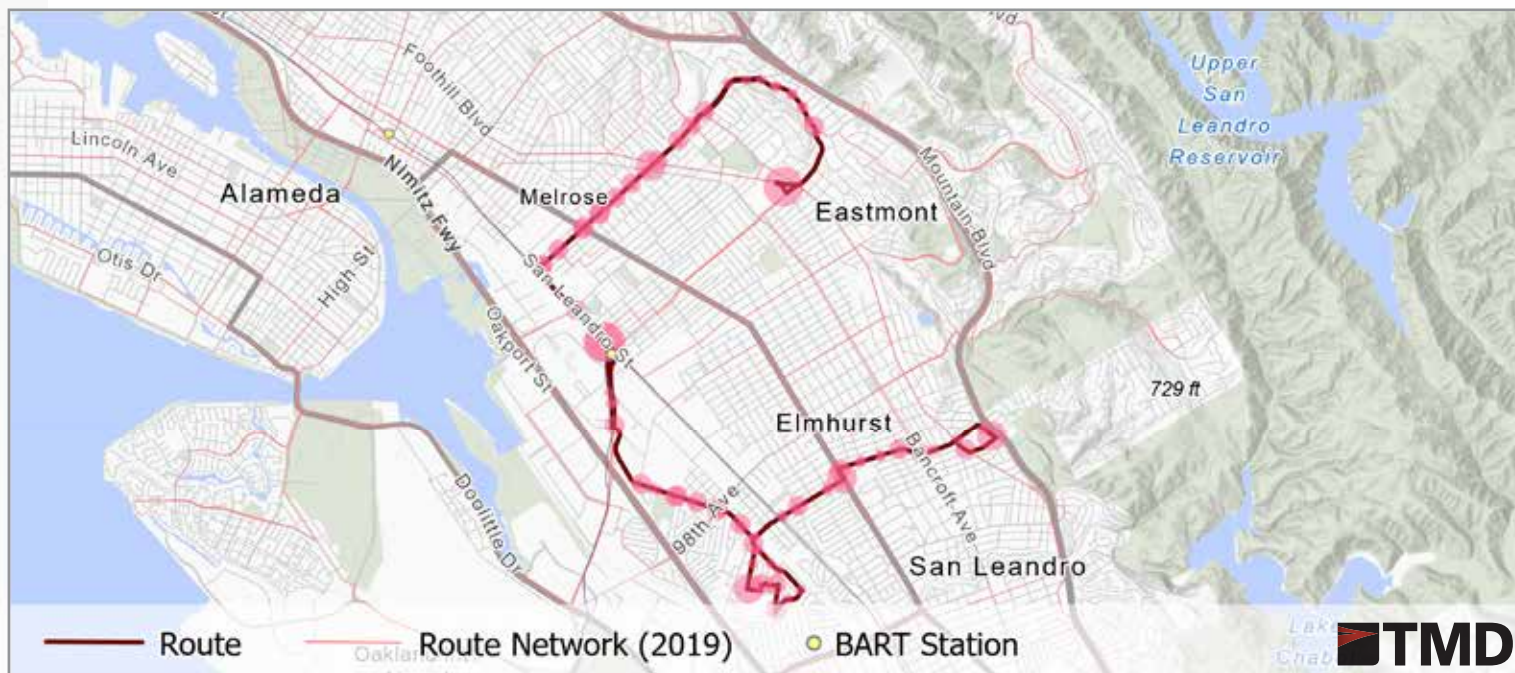 Foothill Blvd
Lincoln Ave
Alameda
Nimitz Fwy
Melrose
Eastmont
Mountain Blvd
Upper
San
Leandro
Reservoir
Otis Dr
High St
San Leandro St
Oakport St
729 ft
Elmhurst
Bancroft Ave
98th Ave
Doolittle Dr
San Leandro
Route
Route Network (2019)
BART Station
Oakland
Lake
TMD